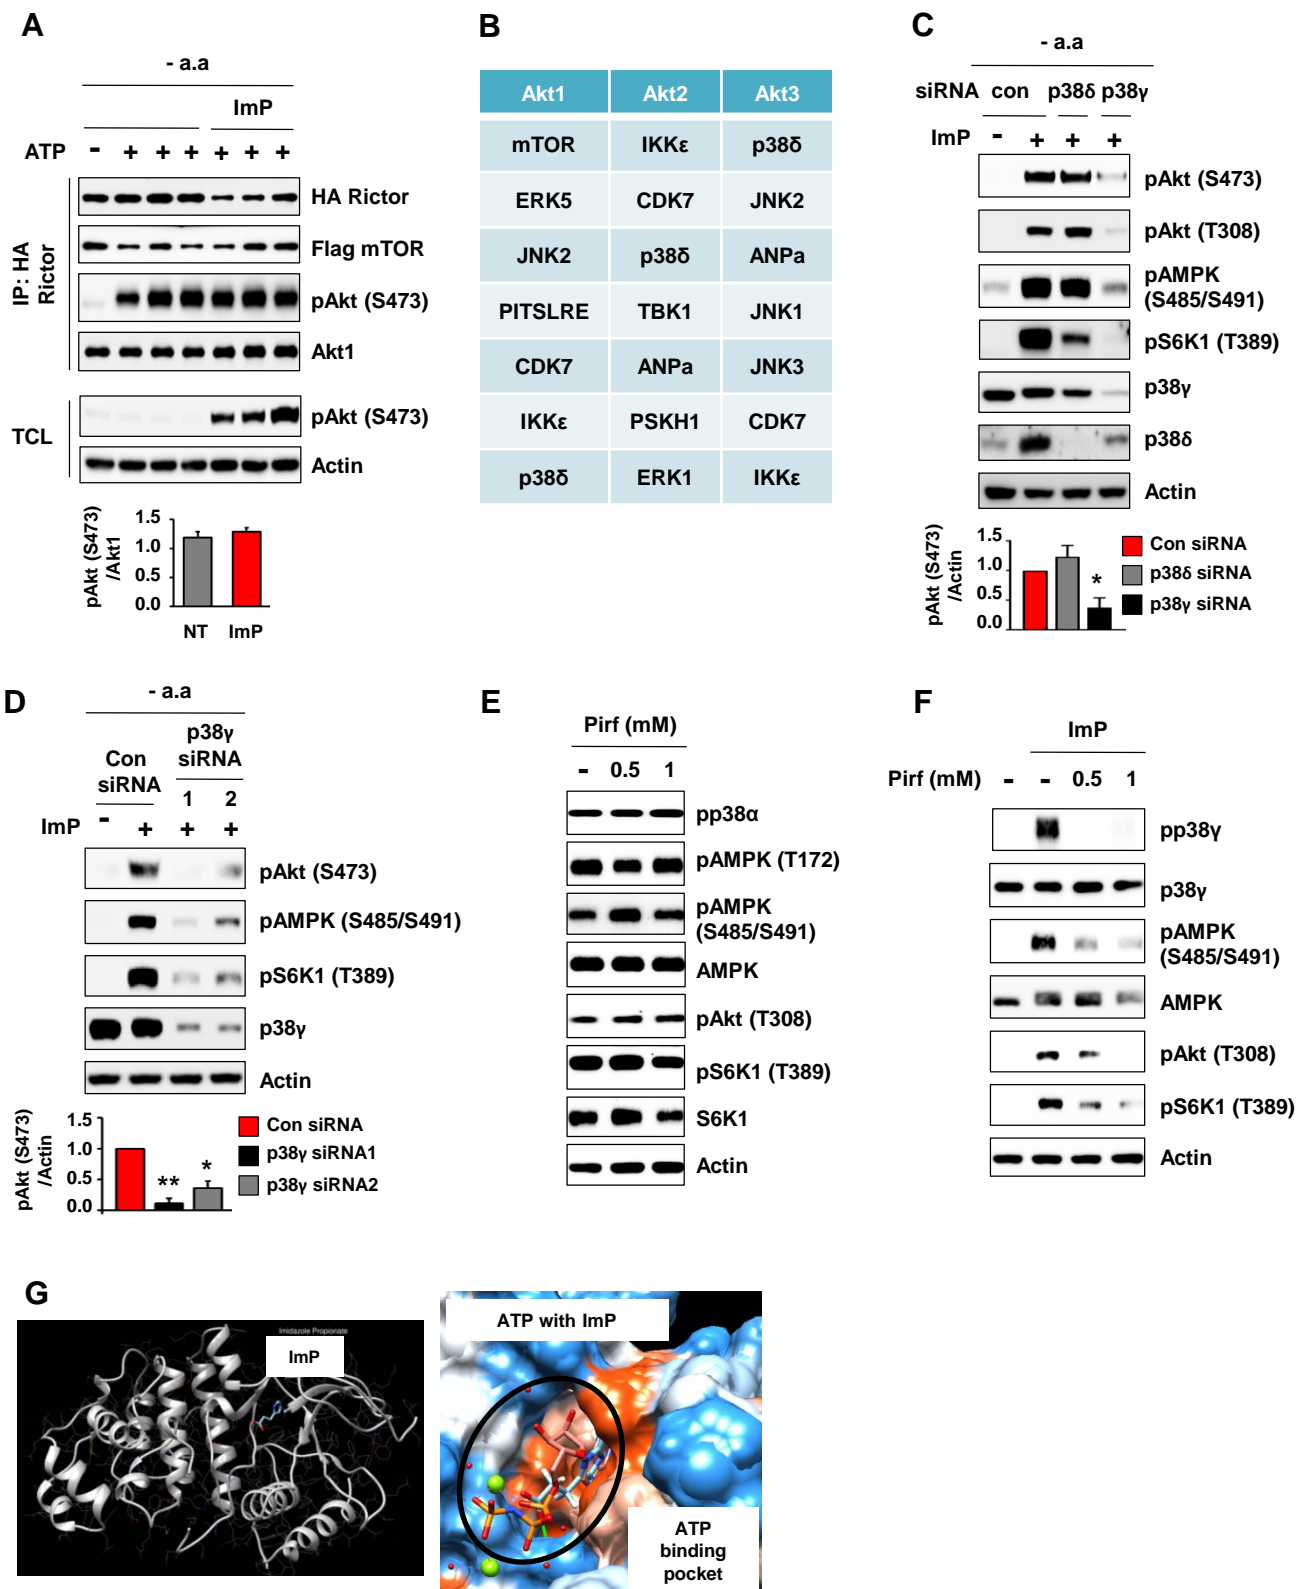 A
- a.a
ImP
ATP - + + + + + +
IP: HA
Rictor
HA Rictor
Flag mTOR
pAkt (S473)
Akt1
TCL
pAkt (S473)
Actin
pAkt (S473)
/Akt1
1.5
1.0
0.5
0.0
NT ImP
B
Akt1 Akt2 Akt3
mTOR IKKε p38δ
ERK5 CDK7 JNK2
JNK2 p38δ ANPa
PITSLRE TBK1 JNK1
CDK7 ANPa JNK3
IKKε PSKH1 CDK7
p38δ ERK1 IKKε
C
- a.a
siRNA con p38δ p38γ
ImP - + + +
pAkt (S473)
pAkt (T308)
pAMPK
(S485/S491)
pS6K1 (T389)
p38γ
p38δ
Actin
pAkt (S473)
/Actin
1.5
1.0
0.5
0.0
*
Con siRNA
p38δ siRNA
p38γ siRNA
D
- a.a
Con
siRNA
p38γ
siRNA
1 2
ImP - + + +
pAkt (S473)
pAMPK (S485/S491)
pS6K1 (T389)
p38γ
Actin
pAkt (S473)
/Actin
1.5
1.0
0.5
0.0
** *
Con siRNA
p38γ siRNA1
p38γ siRNA2
E
Pirf (mM)
- 0.5 1
pp38α
pAMPK (T172)
pAMPK
(S485/S491)
AMPK
pAkt (T308)
pS6K1 (T389)
S6K1
Actin
F
ImP
Pirf (mM) - - 0.5 1
pp38γ
p38γ
pAMPK
(S485/S491)
AMPK
pAkt (T308)
pS6K1 (T389)
Actin
G
Imidazole Propionate
ImP
ATP with ImP
ATP
binding
pocket